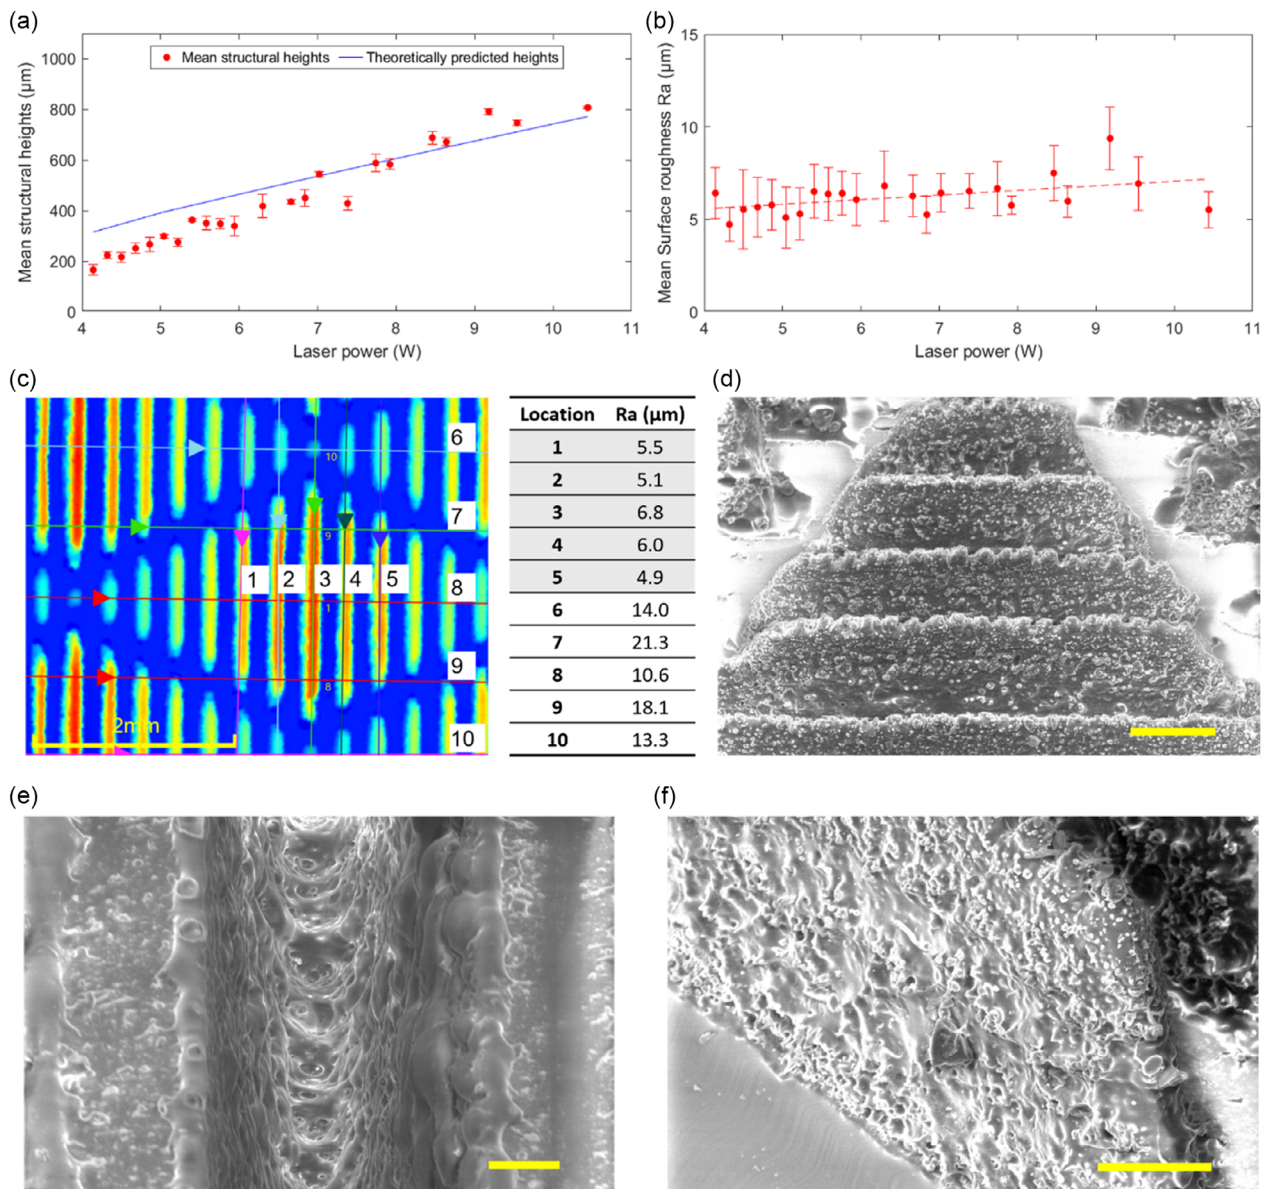 (a)
1000
800
600
400
200
0
Mean structural heights (µm)
Mean structural heights
Theoretically predicted heights
4 5 6 7 8 9 10 11
Laser power (W)
(b)
15
10
5
0
Mean Surface roughness Ra (µm)
4 5 6 7 8 9 10 11
Laser power (W)
(c)
6
10
7
9
1 2 3 4 5
8
1
9
8
2mm
10
Location Ra (µm)
1 5.5
2 5.1
3 6.8
4 6.0
5 4.9
6 14.0
7 21.3
8 10.6
9 18.1
10 13.3
(d)
(e)
(f)